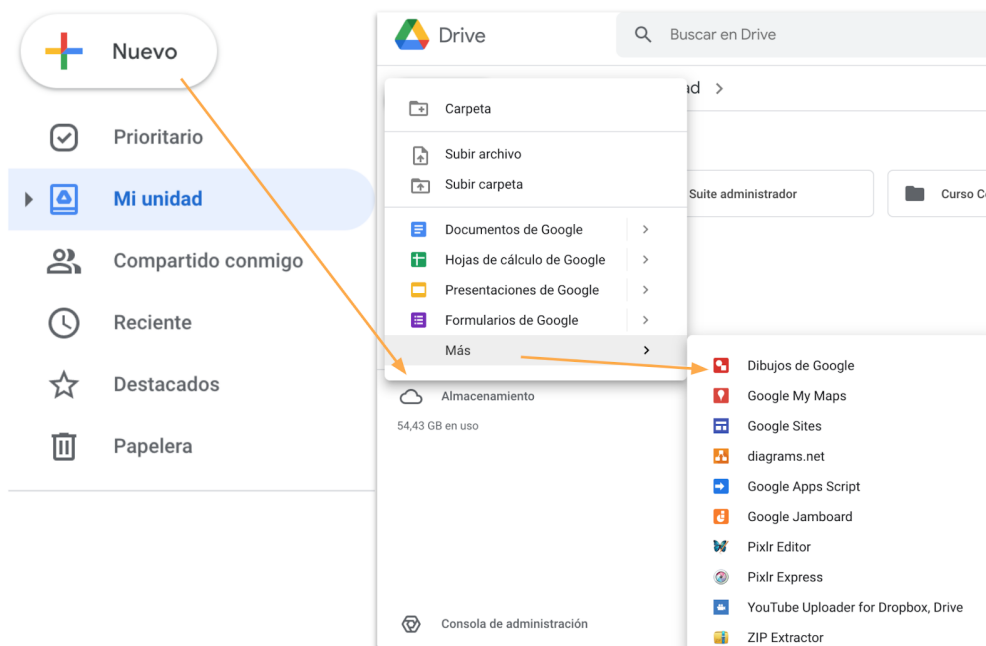 Nuevo
Prioritario
Mi unidad
Compartido conmigo
Reciente
Destacados
Papelera
Drive
Buscar en Drive
Carpeta
Subir archivo
Subir carpeta
Documentos de Google
Hojas de cálculo de Google
Presentaciones de Google
Formularios de Google
Más
Suite administrador
Curso
Almacenamiento
54,43 GB en uso
Dibujos de Google
Google My Maps
Google Sites
diagrams.net
Google Apps Script
Google Jamboard
Pixlr Editor
Pixlr Express
YouTube Uploader for Dropbox, Drive
ZIP Extractor
Consola de administración